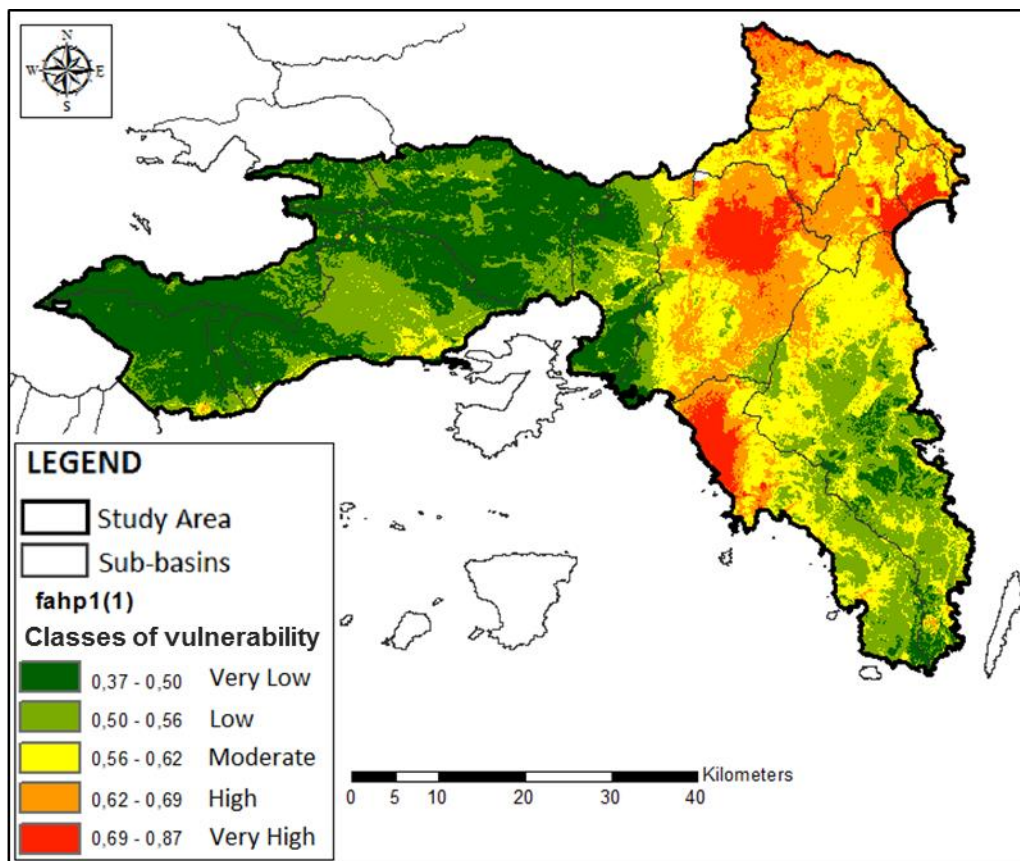 N
W E
S
LEGEND
Study Area
Sub-basins
fahp1(1)
Classes of vulnerability
0,37 - 0,50 Very Low
0,50 - 0,56 Low
0,56 - 0,62 Moderate
0,62 - 0,69 High
0,69 - 0,87 Very High
Kilometers
0 5 10 20 30 40